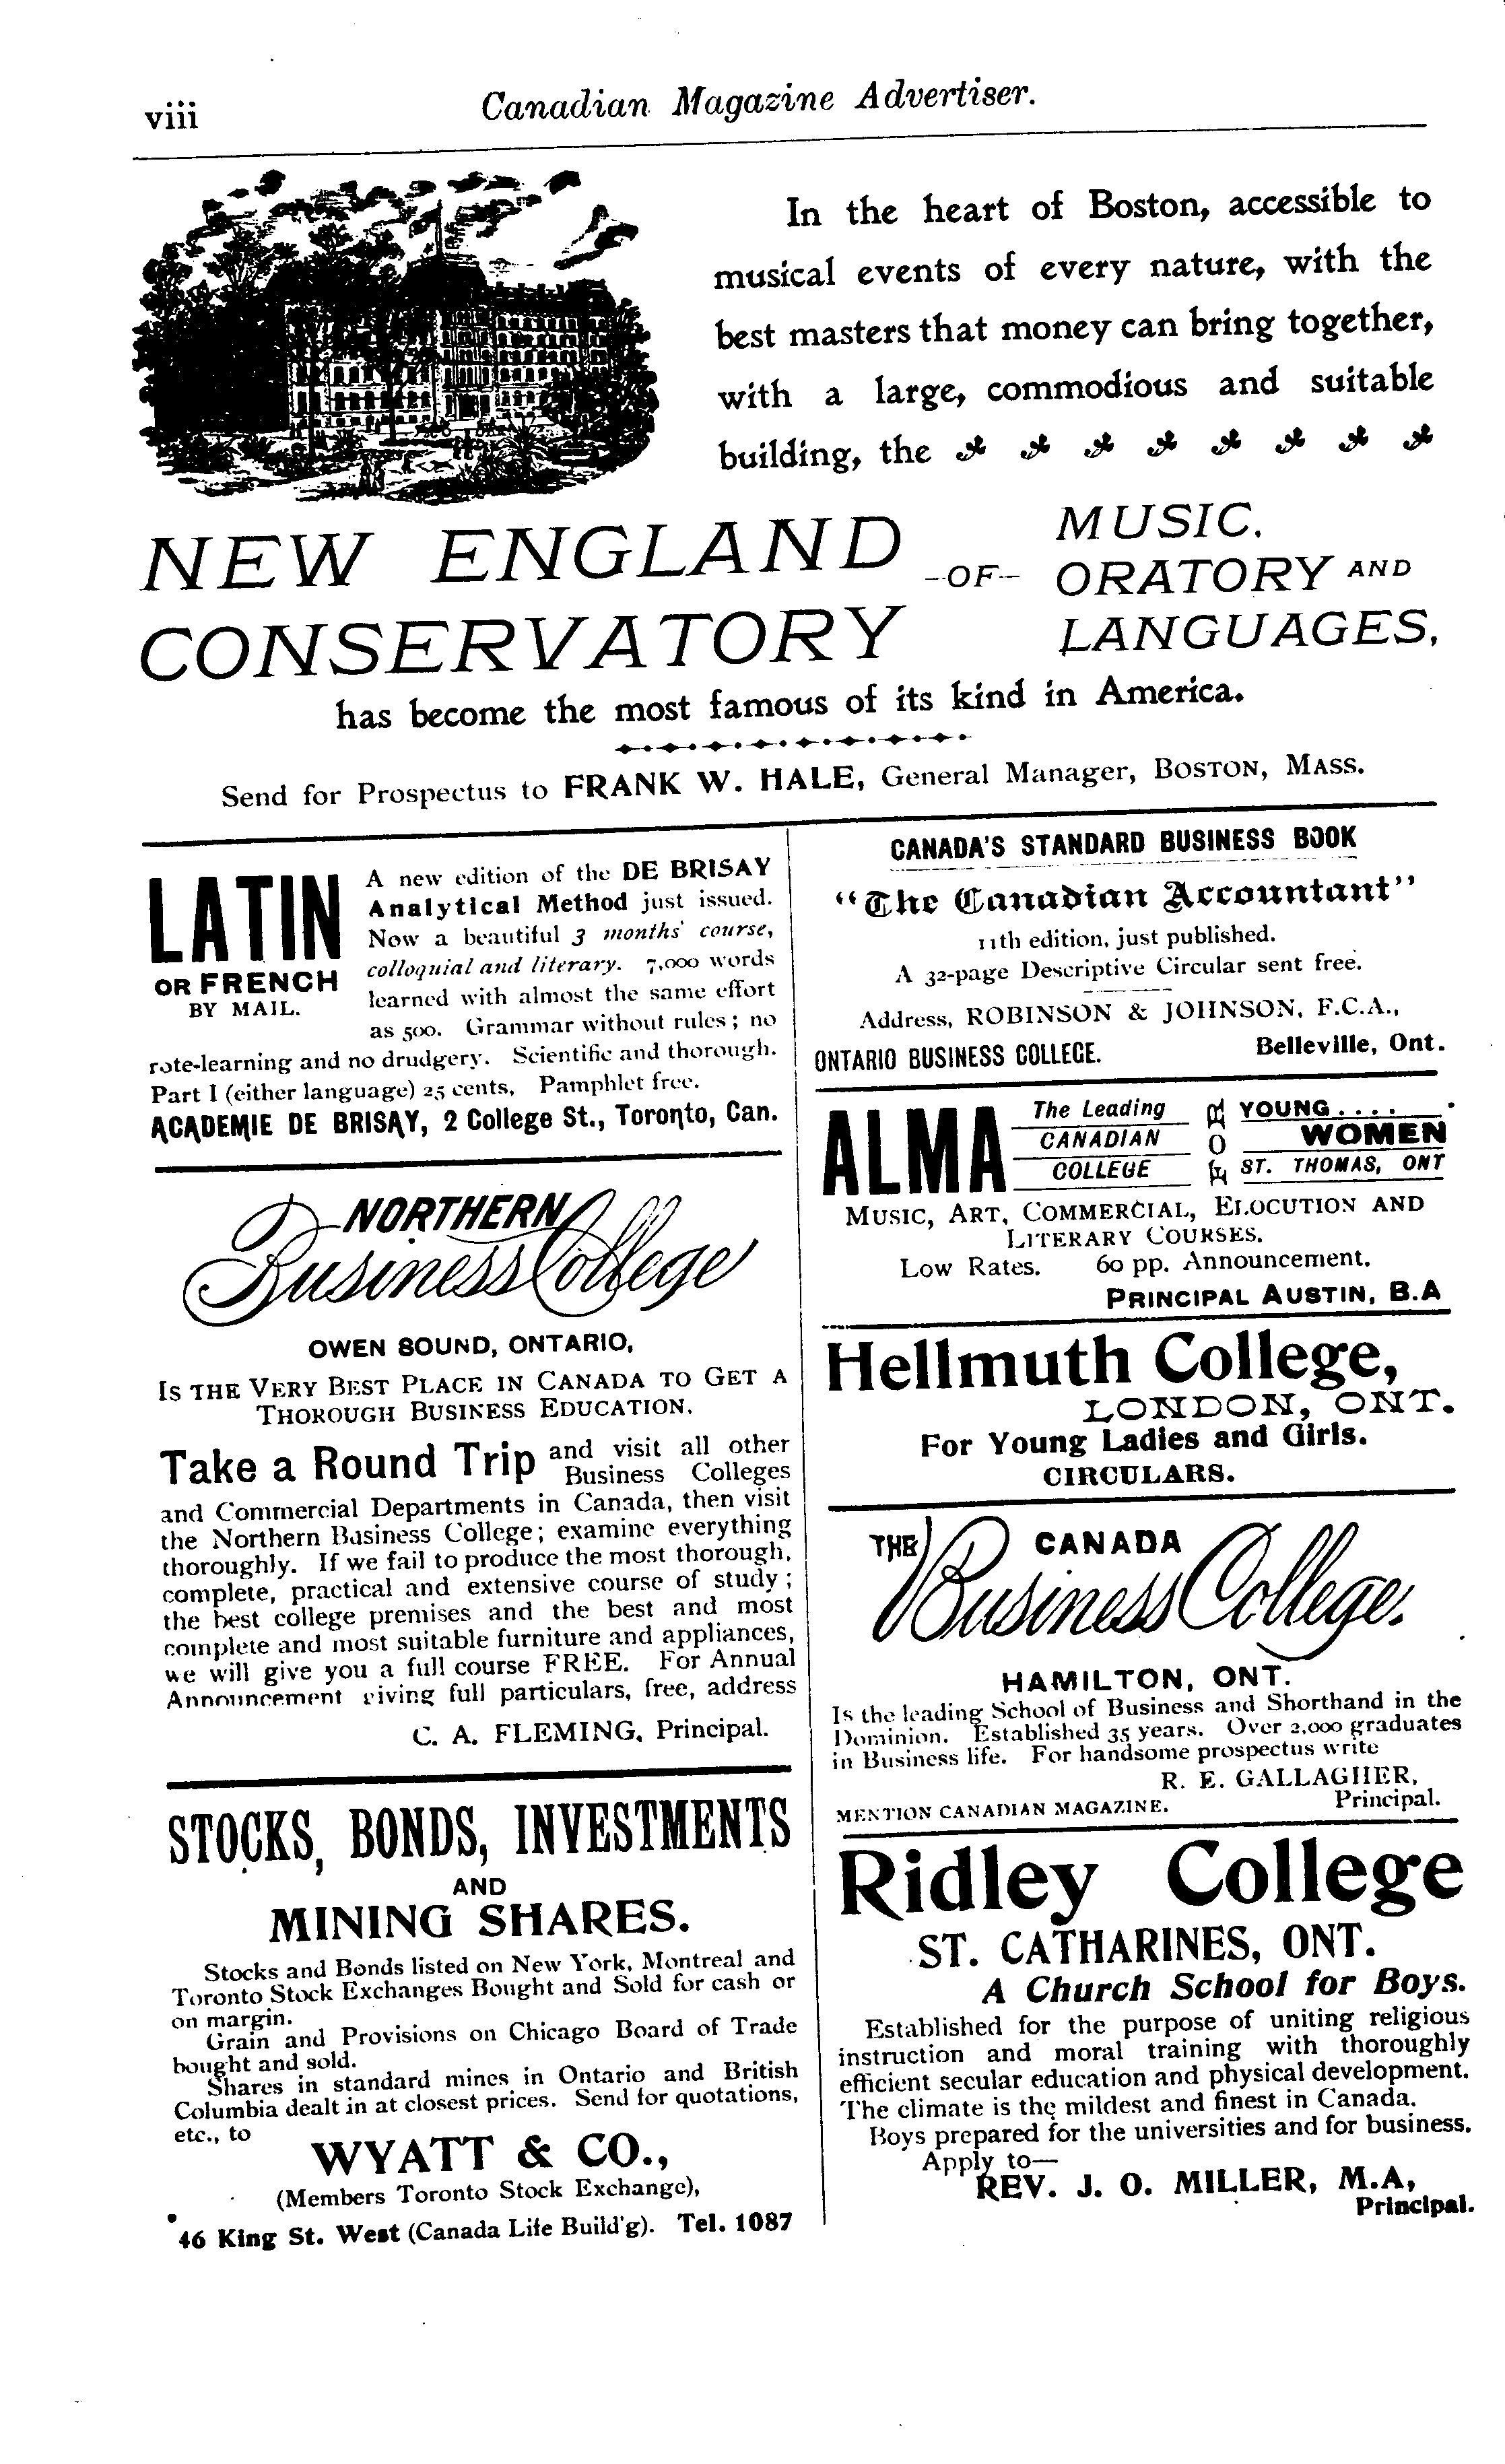 viii
Canadian Magazine Advertiser.
In the heart of Boston, accessible to
musical events of every nature, with the
best masters that money can bring together,
with a large, commodious and suitable
building, the
NEW ENGLAND
CONSERVATORY
-OF-
MUSIC.
ORATORY AND
LANGUAGES,
has become the most famous of its kind in America.
Send for Prospectus to FRANK W. HALE, General Manager, BOSTON, MASS.
LATIN
OR FRENCH
BY MAIL.
A new edition of the DE BRISAY
Analytical Method just issued.
Now a beautiful 3 months' course,
colloquial and literary. 7,000 words
learned with almost the same effort
as 500. Grammar without rules; no
rote-learning and no drudgery. Scientific and thorough.
Part I (either language) 25 cents, Pamphlet free.
ACADEMIE DE BRISAY, 2 College St., Toronto, Can.
NORTHERN
Business College
OWEN SOUND, ONTARIO,
IS THE VERY BEST PLACE IN CANADA TO GET A
THOROUGH BUSINESS EDUCATION.
Take a Round Trip and visit all other
Business Colleges
and Commercial Departments in Canada, then visit
the Northern Business College; examine everything
thoroughly. If we fail to produce the most thorough,
complete, practical and extensive course of study;
the best college premises and the best and most
complete and most suitable furniture and appliances,
we will give you a full course FREE. For Annual
Announcement giving full particulars, free, address
C. A. FLEMING, Principal.
STOCKS, BONDS, INVESTMENTS
AND
MINING SHARES.
Stocks and Bonds listed on New York, Montreal and
Toronto Stock Exchanges Bought and Sold for cash or
on margin.
Grain and Provisions on Chicago Board of Trade
bought and sold.
Shares in standard mines in Ontario and British
Columbia dealt in at closest prices. Send for quotations,
etc., to
WYATT & CO.,
(Members Toronto Stock Exchange),
46 King St. West (Canada Life Build'g). Tel. 1087
CANADA'S STANDARD BUSINESS BOOK
"The Canadian Accountant"
11th edition, just published.
A 32-page Descriptive Circular sent free.
Address, ROBINSON & JOHNSON, F.C.A.,
ONTARIO BUSINESS COLLEGE. Belleville, Ont.
ALMA
The Leading
CANADIAN
COLLEGE
FOR
YOUNG....
WOMEN
ST. THOMAS, ONT
MUSIC, ART, COMMERCIAL, ELOCUTION AND
LITERARY COURSES.
Low Rates. 60 pp. Announcement.
PRINCIPAL AUSTIN, B.A
Hellmuth College,
LONDON, ONT.
For Young Ladies and Girls.
CIRCULARS.
THE CANADA
Business College.
HAMILTON, ONT.
Is the leading School of Business and Shorthand in the
Dominion. Established 35 years. Over 2,000 graduates
in Business life. For handsome prospectus write
R. E. GALLAGHER,
MENTION CANADIAN MAGAZINE. Principal.
Ridley College
ST. CATHARINES, ONT.
A Church School for Boys.
Established for the purpose of uniting religious
instruction and moral training with thoroughly
efficient secular education and physical development.
The climate is the mildest and finest in Canada.
Boys prepared for the universities and for business.
Apply to—
REV. J. O. MILLER, M.A,
Principal.